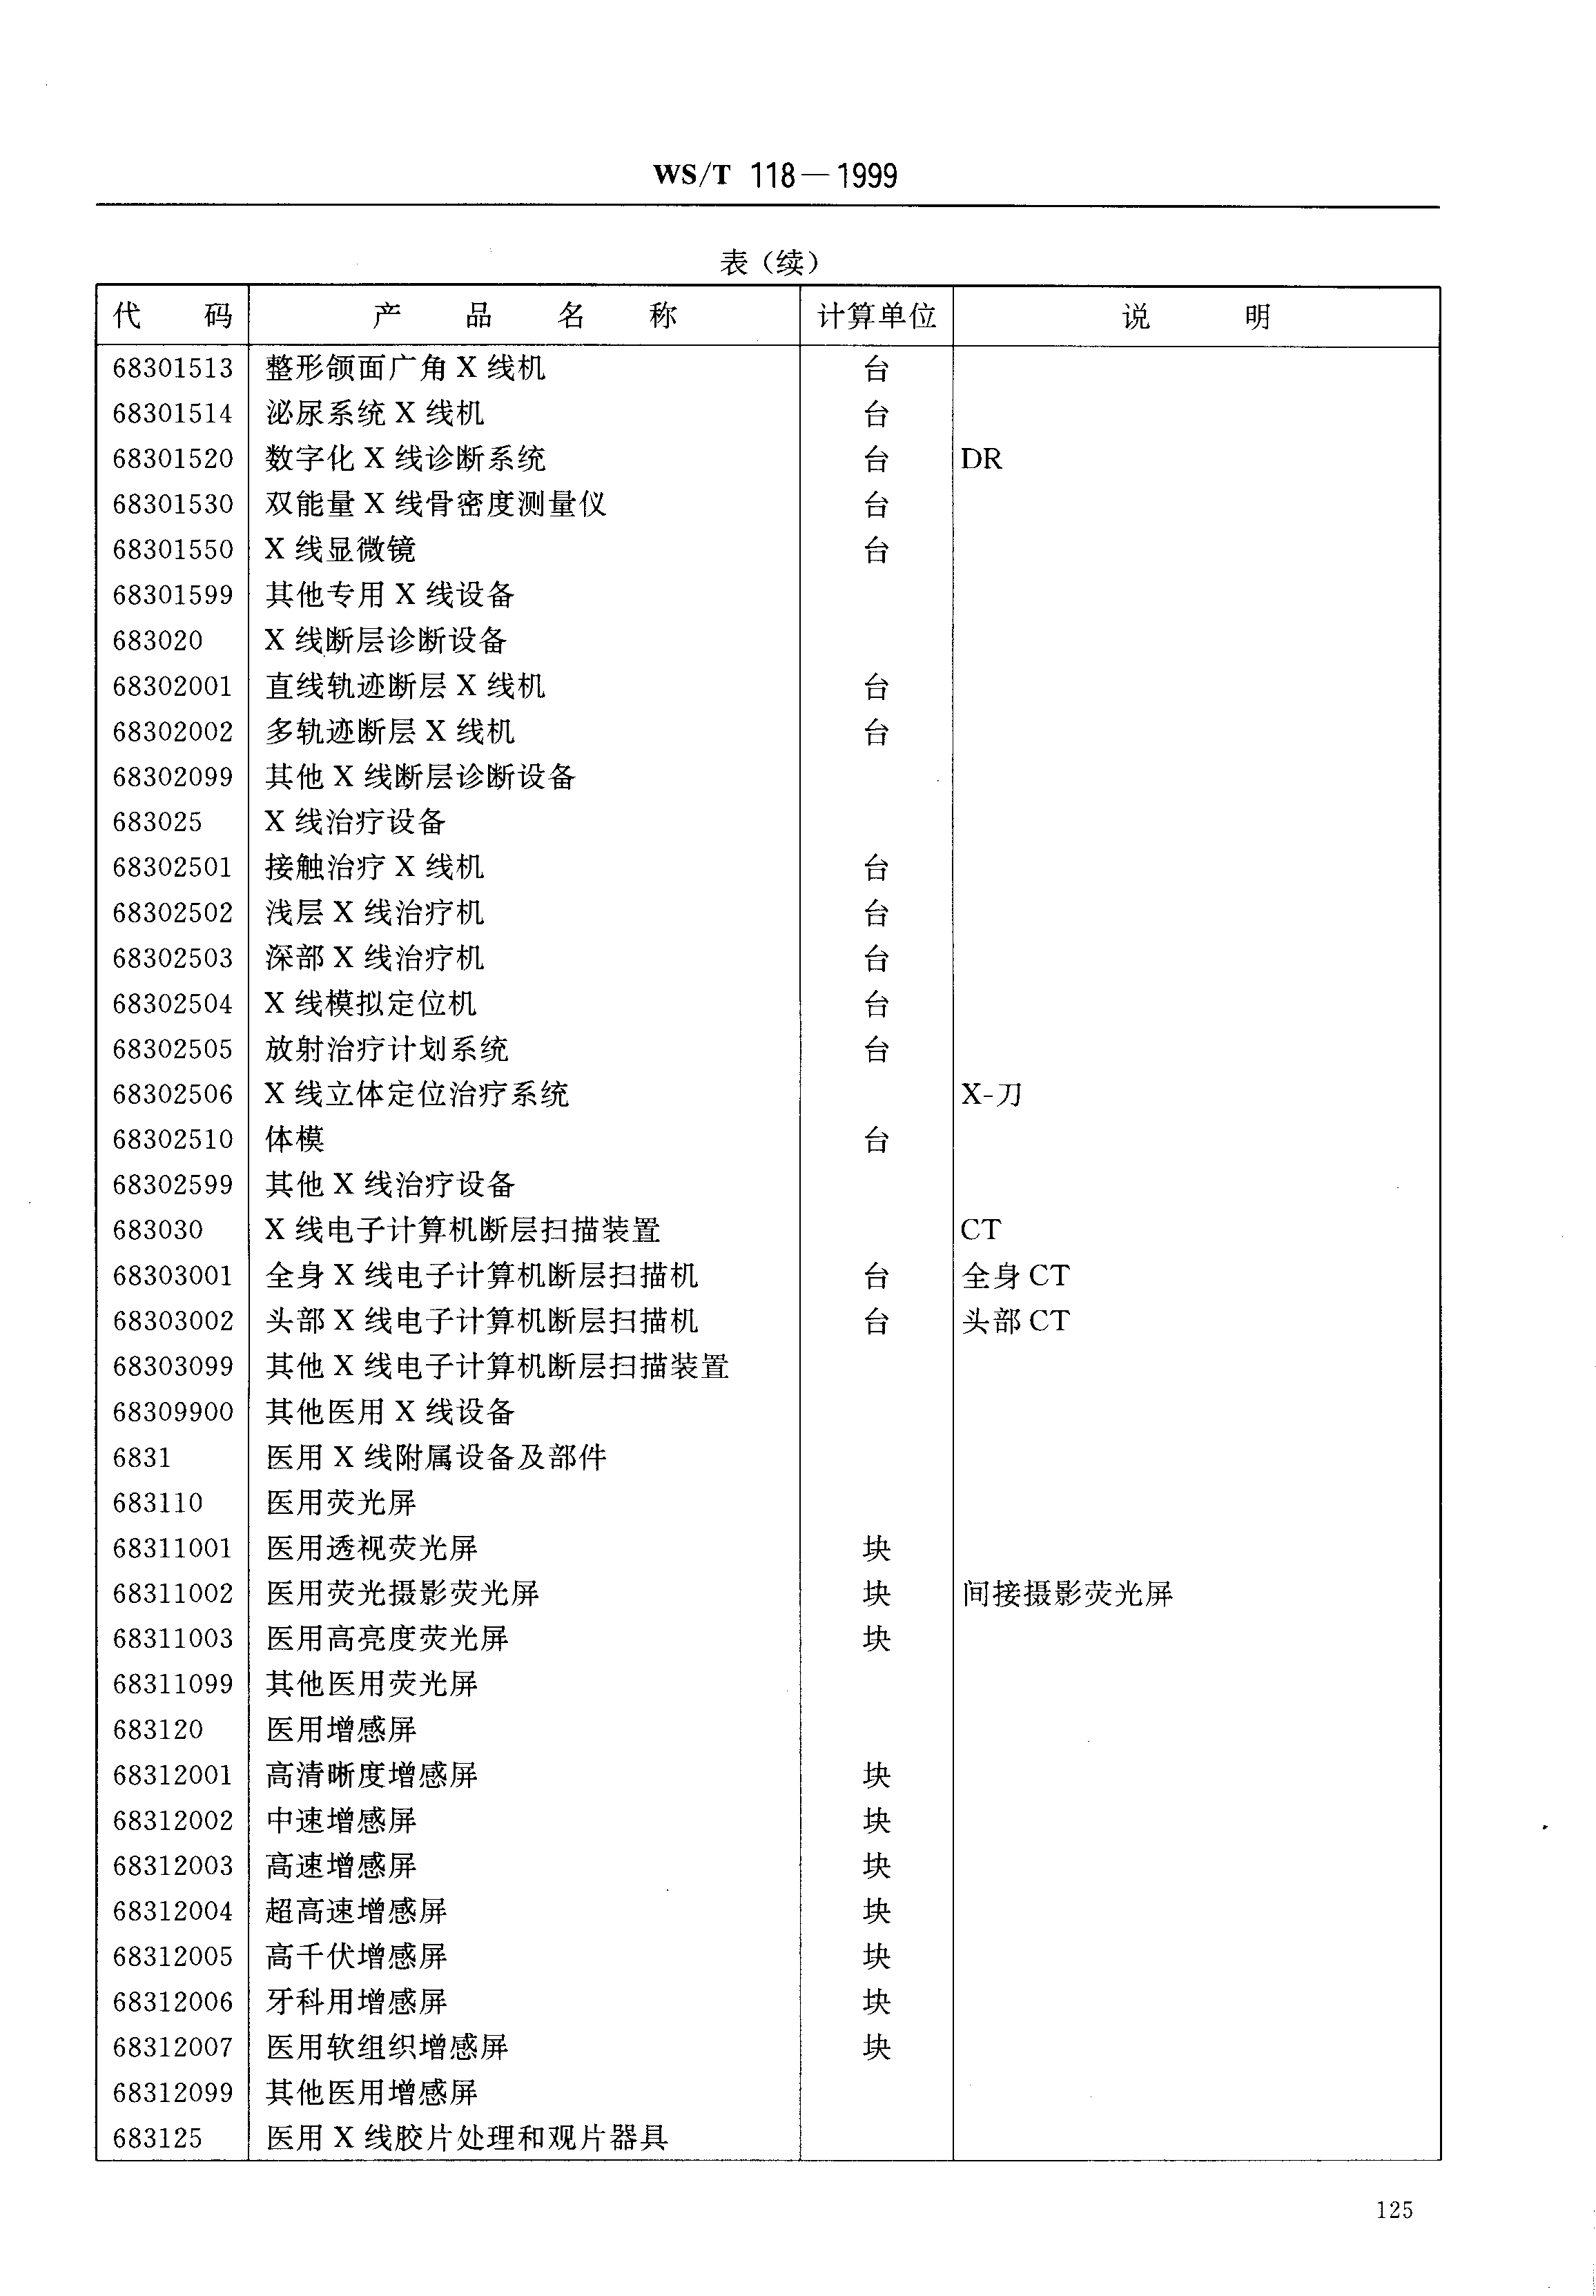 WS/T 118—1999
表（续）
代 码 产 品 名 称 计算单位 说 明
68301513 整形颌面广角 X 线机 台
68301514 泌尿系统 X 线机 台
68301520 数字化 X 线诊断系统 台 DR
68301530 双能量 X 线骨密度测量仪 台
68301550 X 线显微镜 台
68301599 其他专用 X 线设备
683020 X 线断层诊断设备
68302001 直线轨迹断层 X 线机 台
68302002 多轨迹断层 X 线机 台
68302099 其他 X 线断层诊断设备
683025 X 线治疗设备
68302501 接触治疗 X 线机 台
68302502 浅层 X 线治疗机 台
68302503 深部 X 线治疗机 台
68302504 X 线模拟定位机 台
68302505 放射治疗计划系统 台
68302506 X 线立体定位治疗系统 X-刀
68302510 体模 台
68302599 其他 X 线治疗设备
683030 X 线电子计算机断层扫描装置 CT
68303001 全身 X 线电子计算机断层扫描机 台 全身 CT
68303002 头部 X 线电子计算机断层扫描机 台 头部 CT
68303099 其他 X 线电子计算机断层扫描装置
68309900 其他医用 X 线设备
6831 医用 X 线附属设备及部件
683110 医用荧光屏
68311001 医用透视荧光屏 块
68311002 医用荧光摄影荧光屏 块 间接摄影荧光屏
68311003 医用高亮度荧光屏 块
68311099 其他医用荧光屏
683120 医用增感屏
68312001 高清晰度增感屏 块
68312002 中速增感屏 块
68312003 高速增感屏 块
68312004 超高速增感屏 块
68312005 高千伏增感屏 块
68312006 牙科用增感屏 块
68312007 医用软组织增感屏 块
68312099 其他医用增感屏
683125 医用 X 线胶片处理和观片器具
125